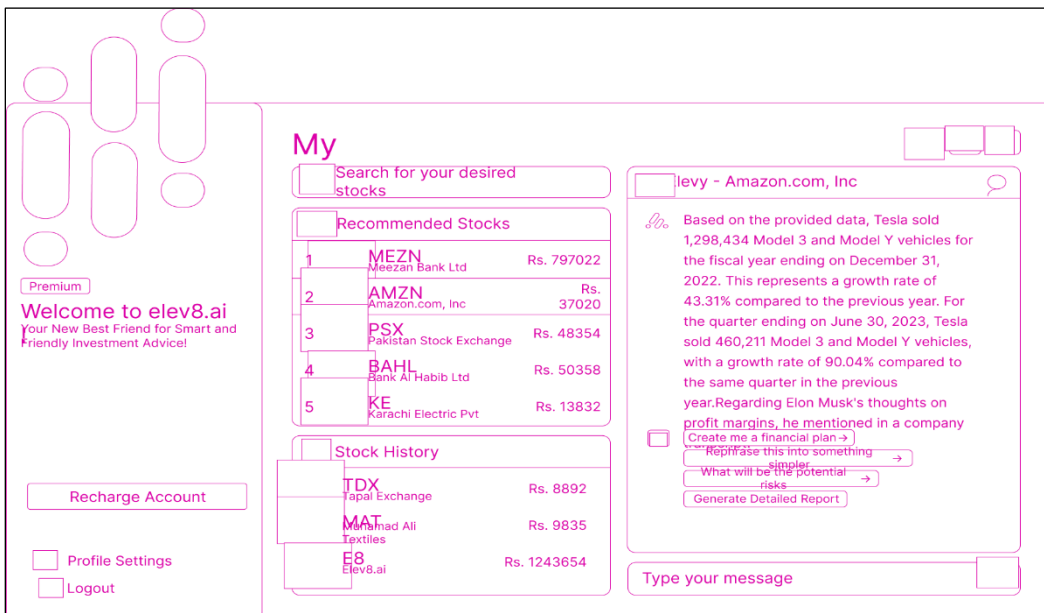 Premium
Welcome to elev8.ai
Your New Best Friend for Smart and
Friendly Investment Advice!
Recharge Account
Profile Settings
Logout
My
Search for your desired
stocks
Recommended Stocks
1 MEZN Rs. 797022
Meezan Bank Ltd
2 AMZN Rs.
Amazon.com, Inc 37020
3 PSX Rs. 48354
Pakistan Stock Exchange
4 BAHL Rs. 50358
Bank Al Habib Ltd
5 KE Rs. 13832
Karachi Electric Pvt
Stock History
TDX Rs. 8892
Tapal Exchange
MAT Rs. 9835
Muhamad Ali
Textiles
E8 Rs. 1243654
Elev8.ai
levy - Amazon.com, Inc
Based on the provided data, Tesla sold
1,298,434 Model 3 and Model Y vehicles for
the fiscal year ending on December 31,
2022. This represents a growth rate of
43.31% compared to the previous year. For
the quarter ending on June 30, 2023, Tesla
sold 460,211 Model 3 and Model Y vehicles,
with a growth rate of 90.04% compared to
the same quarter in the previous
year.Regarding Elon Musk's thoughts on
profit margins, he mentioned in a company
Create me a financial plan →
Rephrase this into something
simpler →
What will be the potential
risks →
Generate Detailed Report
Type your message